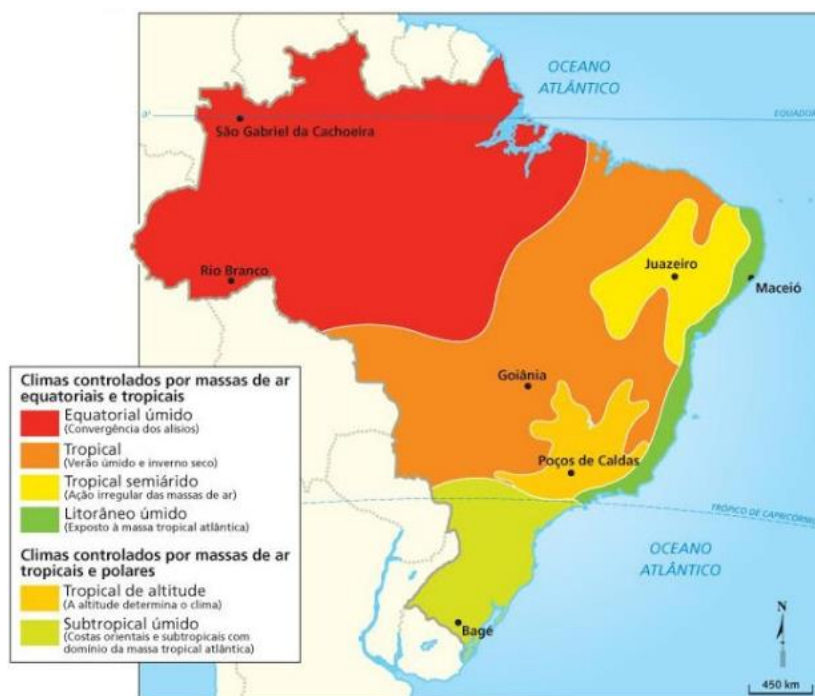 OCEANO
ATLÂNTICO
0°
EQUADOR
São Gabriel da Cachoeira
Rio Branco
Juazeiro
Maceió
Goiânia
Poços de Caldas
TRÓPICO DE CAPRICÓRNIO
OCEANO
ATLÂNTICO
Bagé
N
450 km
Climas controlados por massas de ar
equatoriais e tropicais
Equatorial úmido
(Convergência dos alísios)
Tropical
(Verão úmido e inverno seco)
Tropical semiárido
(Ação irregular das massas de ar)
Litorâneo úmido
(Exposto à massa tropical atlântica)
Climas controlados por massas de ar
tropicais e polares
Tropical de altitude
(A altitude determina o clima)
Subtropical úmido
(Costas orientais e subtropicais com
domínio da massa tropical atlântica)